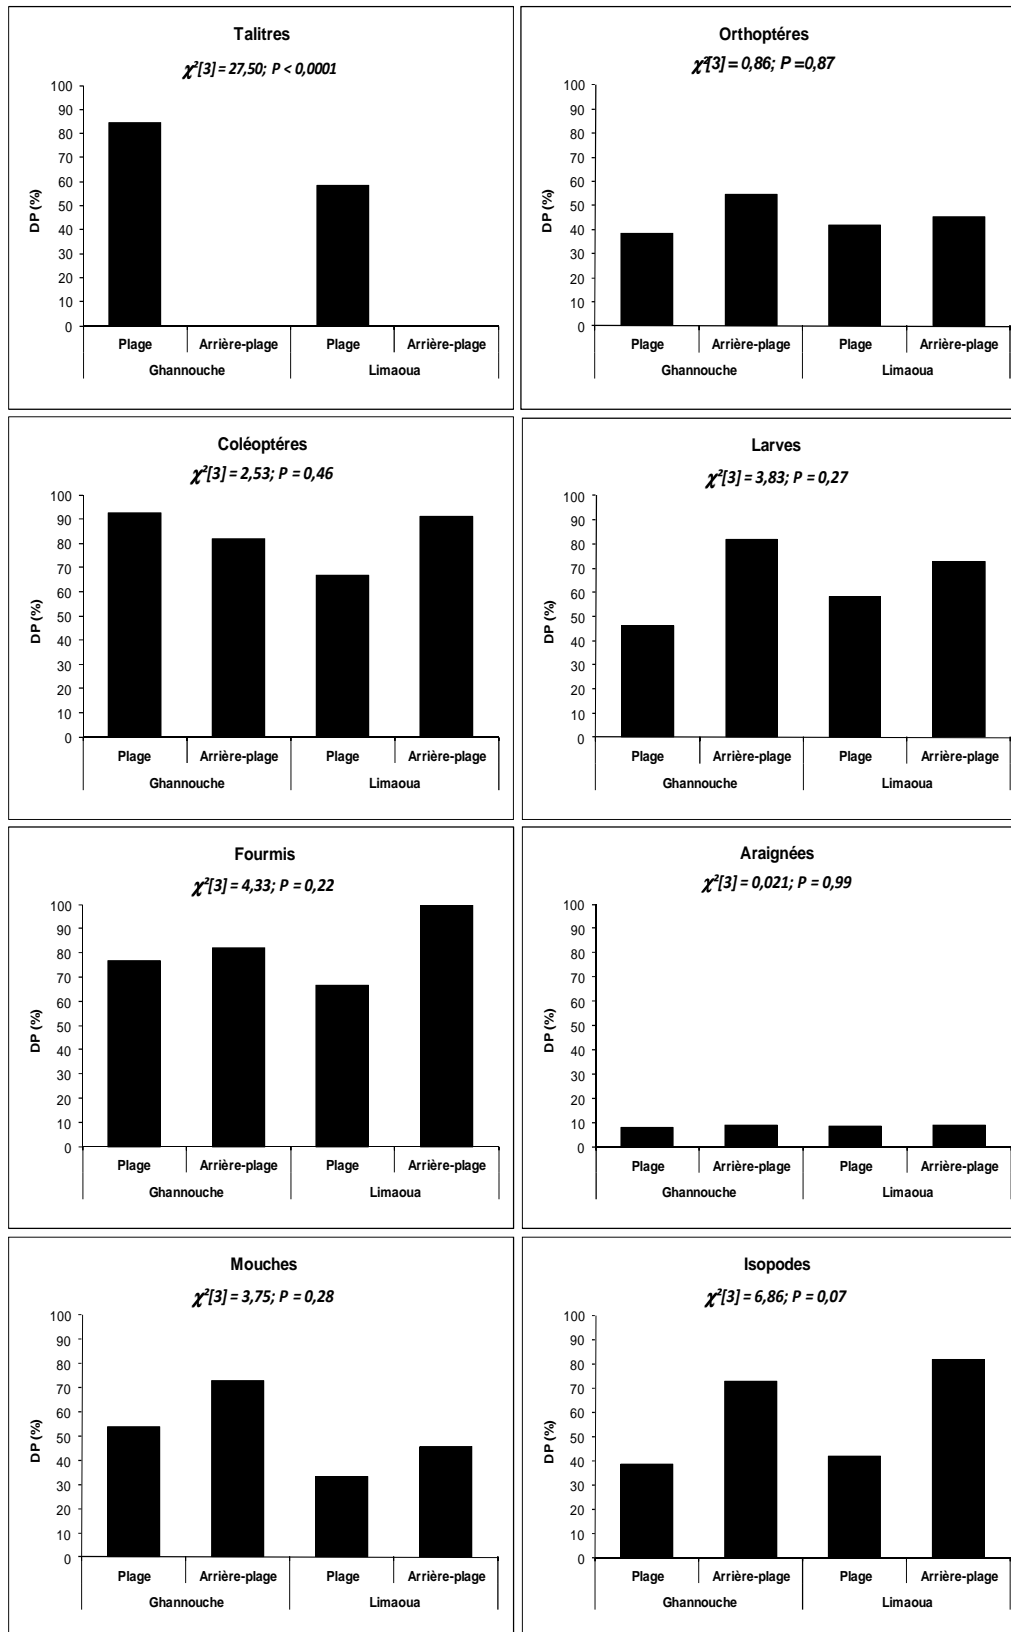 Talitres
χ²[3] = 27,50; P < 0,0001
100
90
80
70
60
50
40
30
20
10
0
DP (%)
Plage Arrière-plage Plage Arrière-plage
Ghannouche Limaoua
Orthoptéres
χ²[3] = 0,86; P =0,87
100
90
80
70
60
50
40
30
20
10
0
DP (%)
Plage Arrière-plage Plage Arrière-plage
Ghannouche Limaoua
Coléoptéres
χ²[3] = 2,53; P = 0,46
100
90
80
70
60
50
40
30
20
10
0
DP (%)
Plage Arrière-plage Plage Arrière-plage
Ghannouche Limaoua
Larves
χ²[3] = 3,83; P = 0,27
100
90
80
70
60
50
40
30
20
10
0
DP (%)
Plage Arrière-plage Plage Arrière-plage
Ghannouche Limaoua
Fourmis
χ²[3] = 4,33; P = 0,22
100
90
80
70
60
50
40
30
20
10
0
DP (%)
Plage Arrière-plage Plage Arrière-plage
Ghannouche Limaoua
Araignées
χ²[3] = 0,021; P = 0,99
100
90
80
70
60
50
40
30
20
10
0
DP (%)
Plage Arrière-plage Plage Arrière-plage
Ghannouche Limaoua
Mouches
χ²[3] = 3,75; P = 0,28
100
90
80
70
60
50
40
30
20
10
0
DP (%)
Plage Arrière-plage Plage Arrière-plage
Ghannouche Limaoua
Isopodes
χ²[3] = 6,86; P = 0,07
100
90
80
70
60
50
40
30
20
10
0
DP (%)
Plage Arrière-plage Plage Arrière-plage
Ghannouche Limaoua